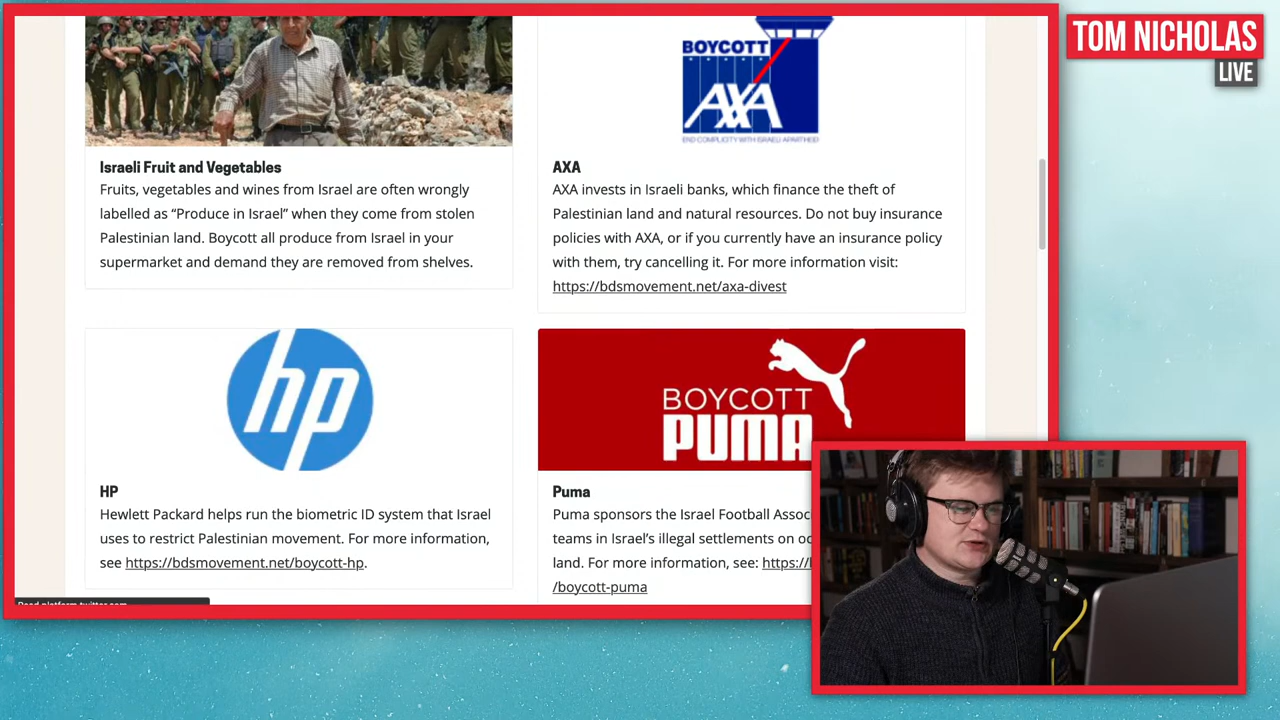 TOM NICHOLAS
LIVE
BOYCOTT
AXA
END COMPLICITY WITH ISRAELI APARTHEID!
Israeli Fruit and Vegetables
Fruits, vegetables and wines from Israel are often wrongly
labelled as “Produce in Israel” when they come from stolen
Palestinian land. Boycott all produce from Israel in your
supermarket and demand they are removed from shelves.
AXA
AXA invests in Israeli banks, which finance the theft of
Palestinian land and natural resources. Do not buy insurance
policies with AXA, or if you currently have an insurance policy
with them, try cancelling it. For more information visit:
https://bdsmovement.net/axa-divest
hp
BOYCOTT
PUMA
HP
Hewlett Packard helps run the biometric ID system that Israel
uses to restrict Palestinian movement. For more information,
see https://bdsmovement.net/boycott-hp.
Puma
Puma sponsors the Israel Football Assoc
teams in Israel’s illegal settlements on oc
land. For more information, see: https://
/boycott-puma